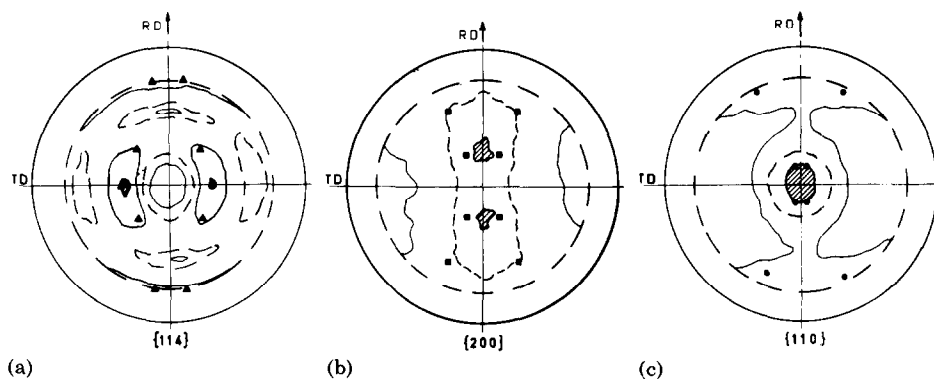 RD
TD
{114}
(a)
RD
TD
{200}
(b)
RD
TD
{110}
(c)